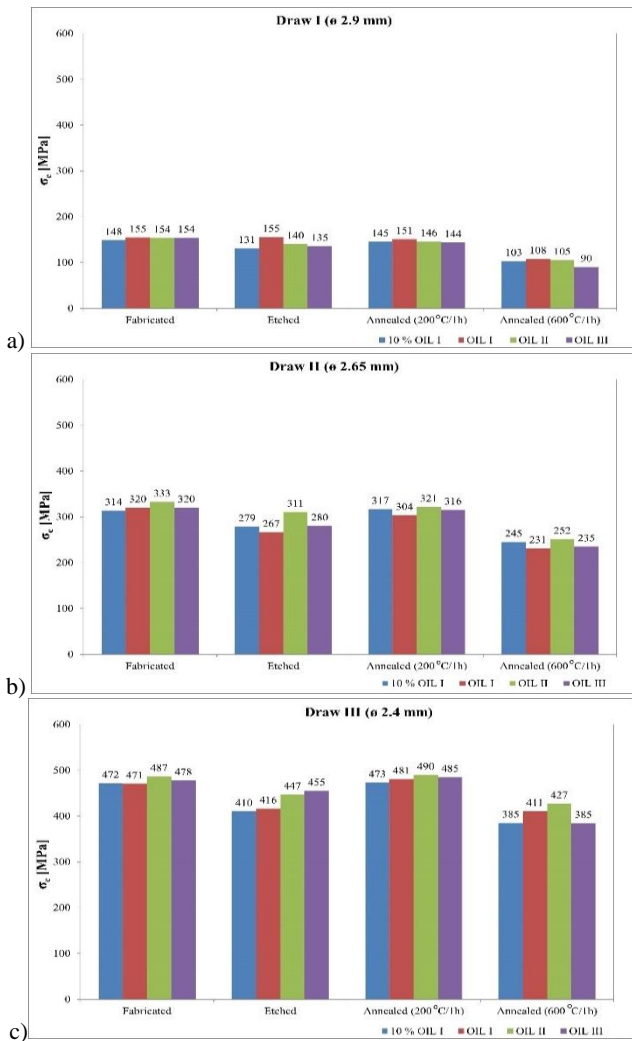 Draw I (ø 2.9 mm)
600
500
400
300
200
100
0
σc [MPa]
148 155 154 154
131 155 140 135
145 151 146 144
103 108 105 90
Fabricated Etched Annealed (200°C/1h) Annealed (600°C/1h)
10 % OIL I OIL I OIL II OIL III
a)
Draw II (ø 2.65 mm)
600
500
400
300
200
100
0
σc [MPa]
314 320 333 320
279 267 311 280
317 304 321 316
245 231 252 235
Fabricated Etched Annealed (200°C/1h) Annealed (600°C/1h)
10 % OIL I OIL I OIL II OIL III
b)
Draw III (ø 2.4 mm)
600
500
400
300
200
100
0
σc [MPa]
472 471 487 478
410 416 447 455
473 481 490 485
385 411 427 385
Fabricated Etched Annealed (200°C/1h) Annealed (600°C/1h)
10 % OIL I OIL I OIL II OIL III
c)